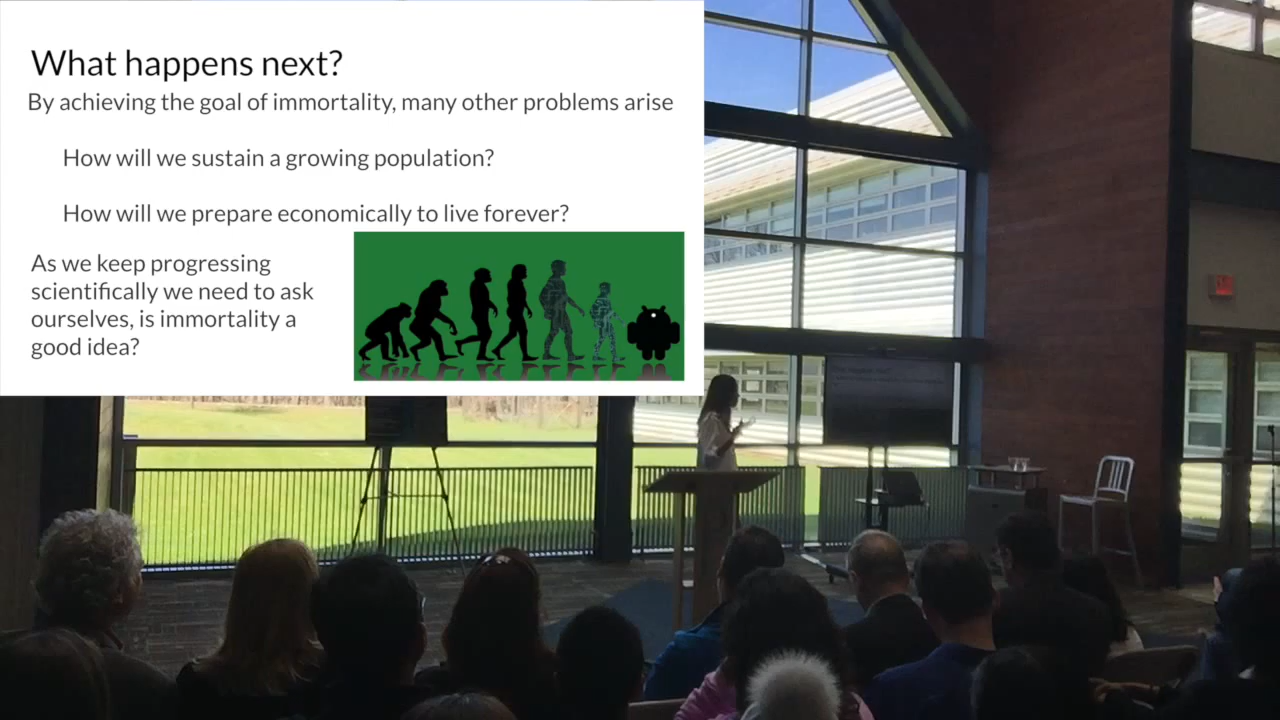 What happens next?
By achieving the goal of immortality, many other problems arise
How will we sustain a growing population?
How will we prepare economically to live forever?
As we keep progressing
scientifically we need to ask
ourselves, is immortality a
good idea?